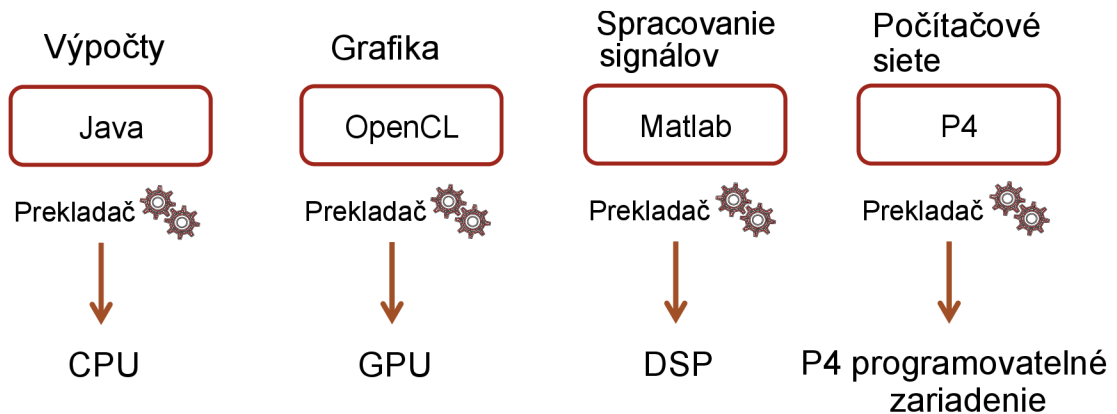 Výpočty
Java
Prekladač
CPU
Grafika
OpenCL
Prekladač
GPU
Spracovanie
signálov
Matlab
Prekladač
DSP
Počítačové
siete
P4
Prekladač
P4 programovatelné
zariadenie